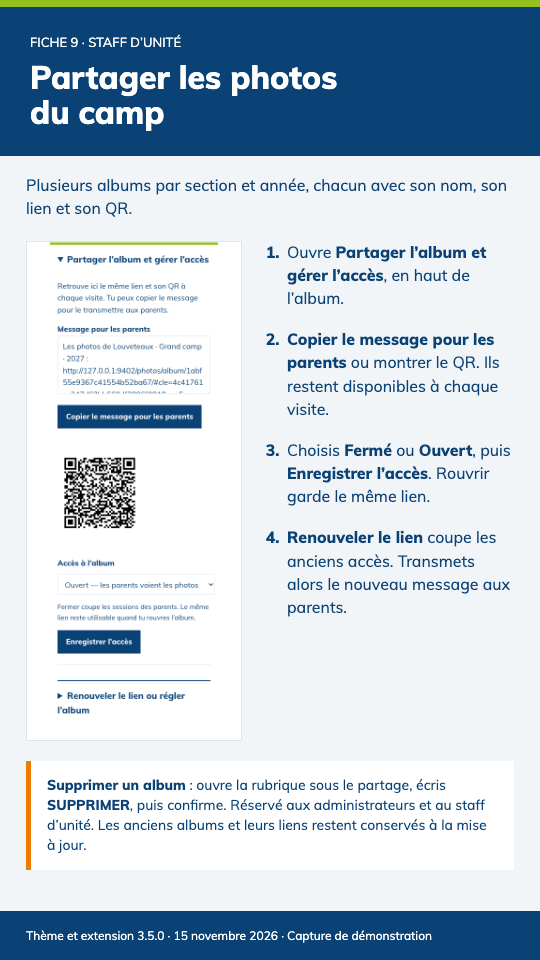 FICHE 9 · STAFF D’UNITÉ
Partager les photos
du camp
Plusieurs albums par section et année, chacun avec son nom, son
lien et son QR.
▼ Partager l’album et gérer l’accès
Retrouve ici le même lien et son QR à
chaque visite. Tu peux copier le message
pour le transmettre aux parents.
Message pour les parents
Les photos de Louveteaux · Grand camp
· 2027 :
http://127.0.0.1:9402/photos/album/1abf
55e9367c41554b52ba67/#cle=4c41761
Copier le message pour les parents
Accès à l’album
Ouvert — les parents voient les photos
Fermer coupe les sessions des parents. Le même
lien reste utilisable quand tu rouvres l’album.
Enregistrer l’accès
▶ Renouveler le lien ou régler
l’album
1. Ouvre Partager l’album et
gérer l’accès, en haut de
l’album.
2. Copier le message pour les
parents ou montrer le QR. Ils
restent disponibles à chaque
visite.
3. Choisis Fermé ou Ouvert, puis
Enregistrer l’accès. Rouvrir
garde le même lien.
4. Renouveler le lien coupe les
anciens accès. Transmets
alors le nouveau message aux
parents.
Supprimer un album : ouvre la rubrique sous le partage, écris
SUPPRIMER, puis confirme. Réservé aux administrateurs et au staff
d’unité. Les anciens albums et leurs liens restent conservés à la mise
à jour.
Thème et extension 3.5.0 · 15 novembre 2026 · Capture de démonstration